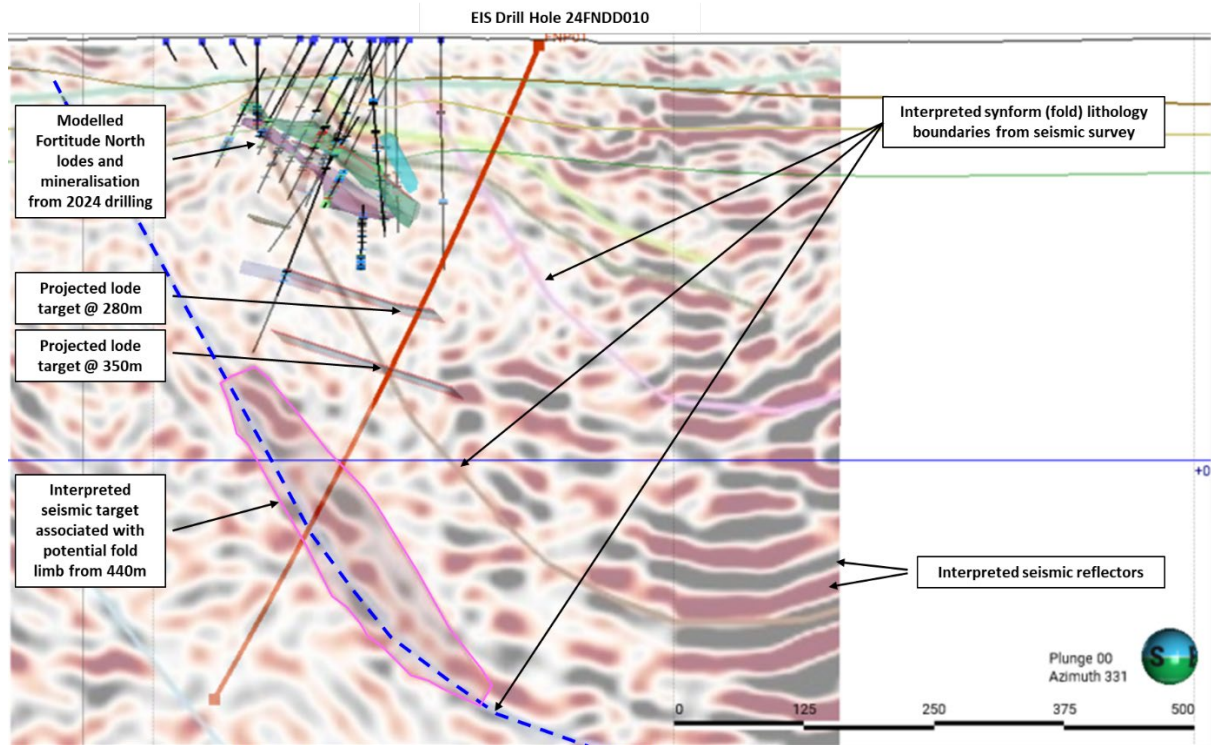 EIS Drill Hole 24FNDD010
ENP01
Modelled
Fortitude North
lodes and
mineralisation
from 2024 drilling
Interpreted synform (fold) lithology
boundaries from seismic survey
Projected lode
target @ 280m
Projected lode
target @ 350m
+0
Interpreted
seismic target
associated with
potential fold
limb from 440m
Interpreted seismic reflectors
Plunge 00
Azimuth 331
S
0 125 250 375 500